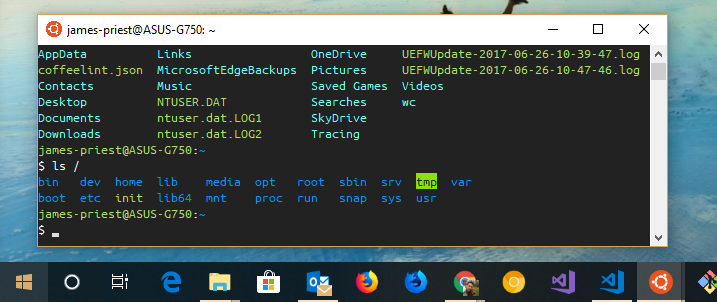 james-priest@ASUS-G750: ~
AppData Links OneDrive UEFWUpdate-2017-06-26-10-39-47.log
coffeelint.json MicrosoftEdgeBackups Pictures UEFWUpdate-2017-06-26-10-47-46.log
Contacts Music Saved Games Videos
Desktop NTUSER.DAT Searches wc
Documents ntuser.dat.LOG1 SkyDrive
Downloads ntuser.dat.LOG2 Tracing
james-priest@ASUS-G750:~
$ ls /
bin dev home lib media opt root sbin srv tmp var
boot etc init lib64 mnt proc run snap sys usr
james-priest@ASUS-G750:~
$